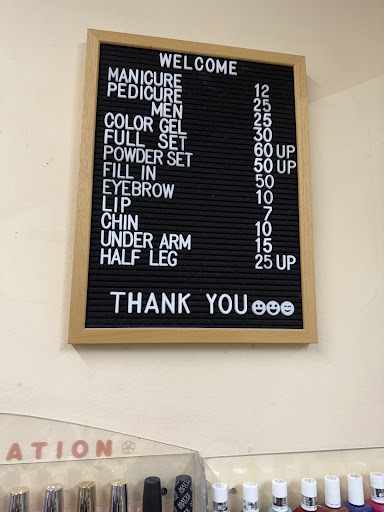 WELCOME
MANICURE 12
PEDICURE 25
MEN 25
COLOR GEL 30
FULL SET 60 UP
POWDER SET 50 UP
FILL IN 50
EYEBROW 10
LIP 7
CHIN 10
UNDER ARM 15
HALF LEG 25 UP
THANK YOU
ATION